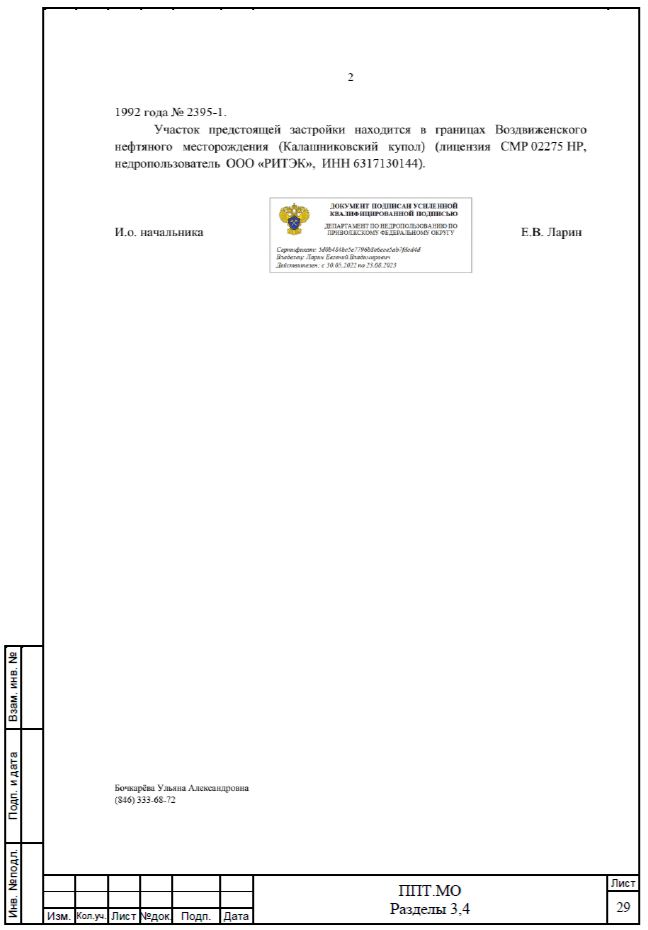 2
1992 года № 2395-1.
Участок предстоящей застройки находится в границах Воздвиженского
нефтяного месторождения (Калашниковский купол) (лицензия СМР 02275 НР,
недропользователь ООО «РИТЭК», ИНН 6317130144).
ДОКУМЕНТ ПОДПИСАН УСИЛЕННОЙ
КВАЛИФИЦИРОВАННОЙ ПОДПИСЬЮ
ДЕПАРТАМЕНТ ПО НЕДРОПОЛЬЗОВАНИЮ ПО
ПРИВОЛЖСКОМУ ФЕДЕРАЛЬНОМУ ОКРУГУ
И.о. начальника
Е.В. Ларин
Сертификат:
Владелец: Ларин Евгений Владимирович
Действителен: с 30.05.2022 по 23.08.2023
Взам. инв. №
Подп. и дата
Инв. №подл.
Бочкарёва Ульяна Александровна
(846) 333-68-72
ППТ.МО
Разделы 3,4
Лист
29
Изм. Кол.уч. Лист №док. Подп. Дата